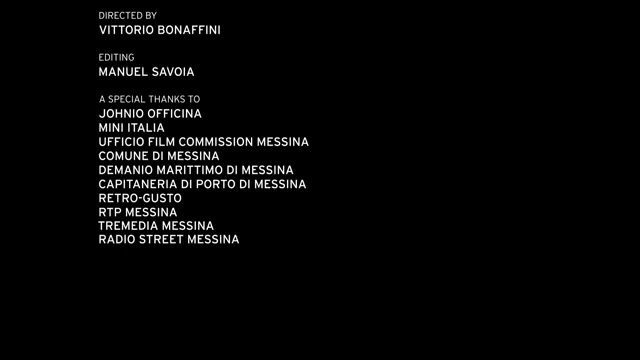 DIRECTED BY
VITTORIO BONAFFINI
EDITING
MANUEL SAVOIA
A SPECIAL THANKS TO
JOHNIO OFFICINA
MINI ITALIA
UFFICIO FILM COMMISSION MESSINA
COMUNE DI MESSINA
DEMANIO MARITTIMO DI MESSINA
CAPITANERIA DI PORTO DI MESSINA
RETRO-GUSTO
RTP MESSINA
TREMEDIA MESSINA
RADIO STREET MESSINA